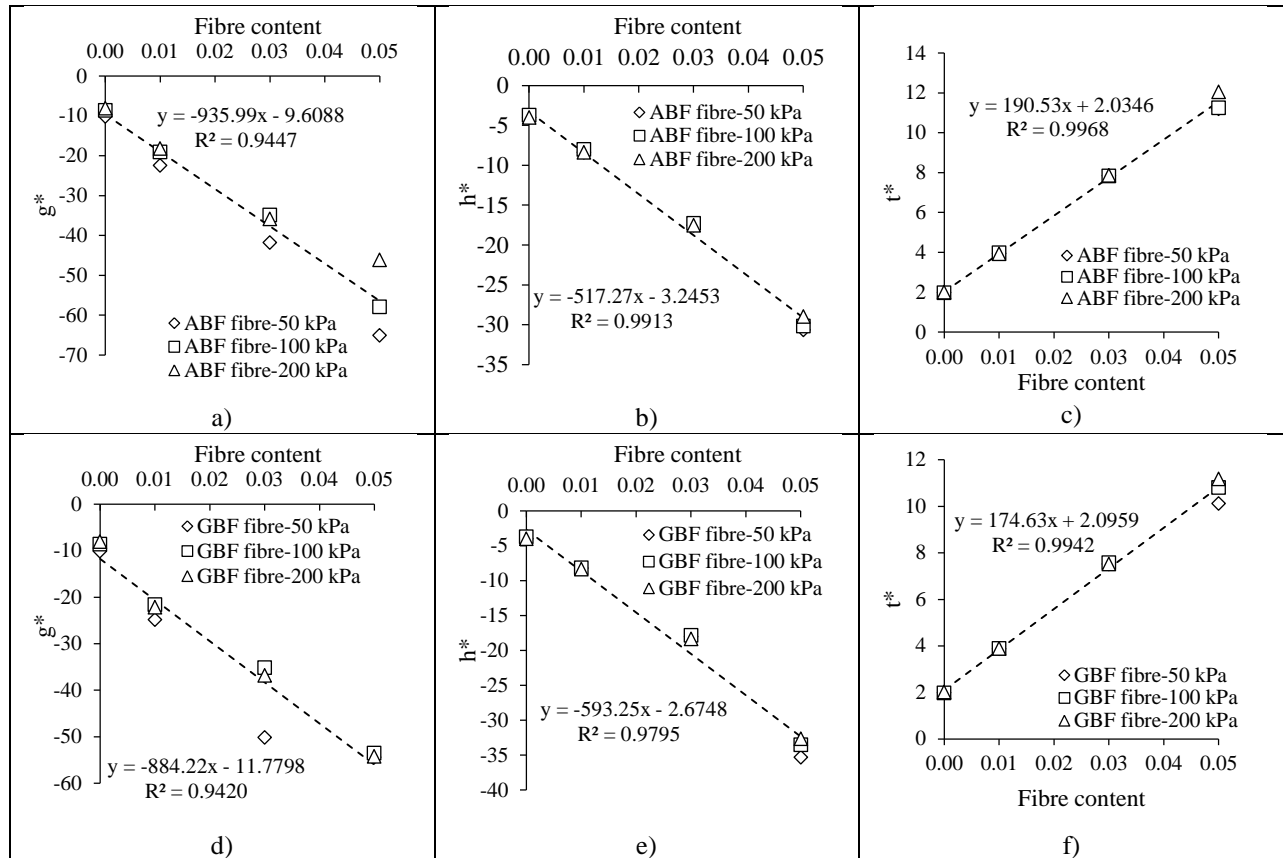 Fibre content
0.00 0.01 0.02 0.03 0.04 0.05
0
-10
-20
-30
-40
-50
-60
-70
g*
y = -935.99x - 9.6088
R² = 0.9447
ABF fibre-50 kPa
ABF fibre-100 kPa
ABF fibre-200 kPa
a)
Fibre content
0.00 0.01 0.02 0.03 0.04 0.05
0
-5
-10
-15
-20
-25
-30
-35
h*
ABF fibre-50 kPa
ABF fibre-100 kPa
ABF fibre-200 kPa
y = -517.27x - 3.2453
R² = 0.9913
b)
14
12
10
8
6
4
2
0
t*
y = 190.53x + 2.0346
R² = 0.9968
ABF fibre-50 kPa
ABF fibre-100 kPa
ABF fibre-200 kPa
0.00 0.01 0.02 0.03 0.04 0.05
Fibre content
c)
Fibre content
0.00 0.01 0.02 0.03 0.04 0.05
0
-10
-20
-30
-40
-50
-60
g*
GBF fibre-50 kPa
GBF fibre-100 kPa
GBF fibre-200 kPa
y = -884.22x - 11.7798
R² = 0.9420
d)
Fibre content
0.00 0.01 0.02 0.03 0.04 0.05
0
-5
-10
-15
-20
-25
-30
-35
-40
h*
GBF fibre-50 kPa
GBF fibre-100 kPa
GBF fibre-200 kPa
y = -593.25x - 2.6748
R² = 0.9795
e)
12
10
8
6
4
2
0
t*
y = 174.63x + 2.0959
R² = 0.9942
GBF fibre-50 kPa
GBF fibre-100 kPa
GBF fibre-200 kPa
0.00 0.01 0.02 0.03 0.04 0.05
Fibre content
f)